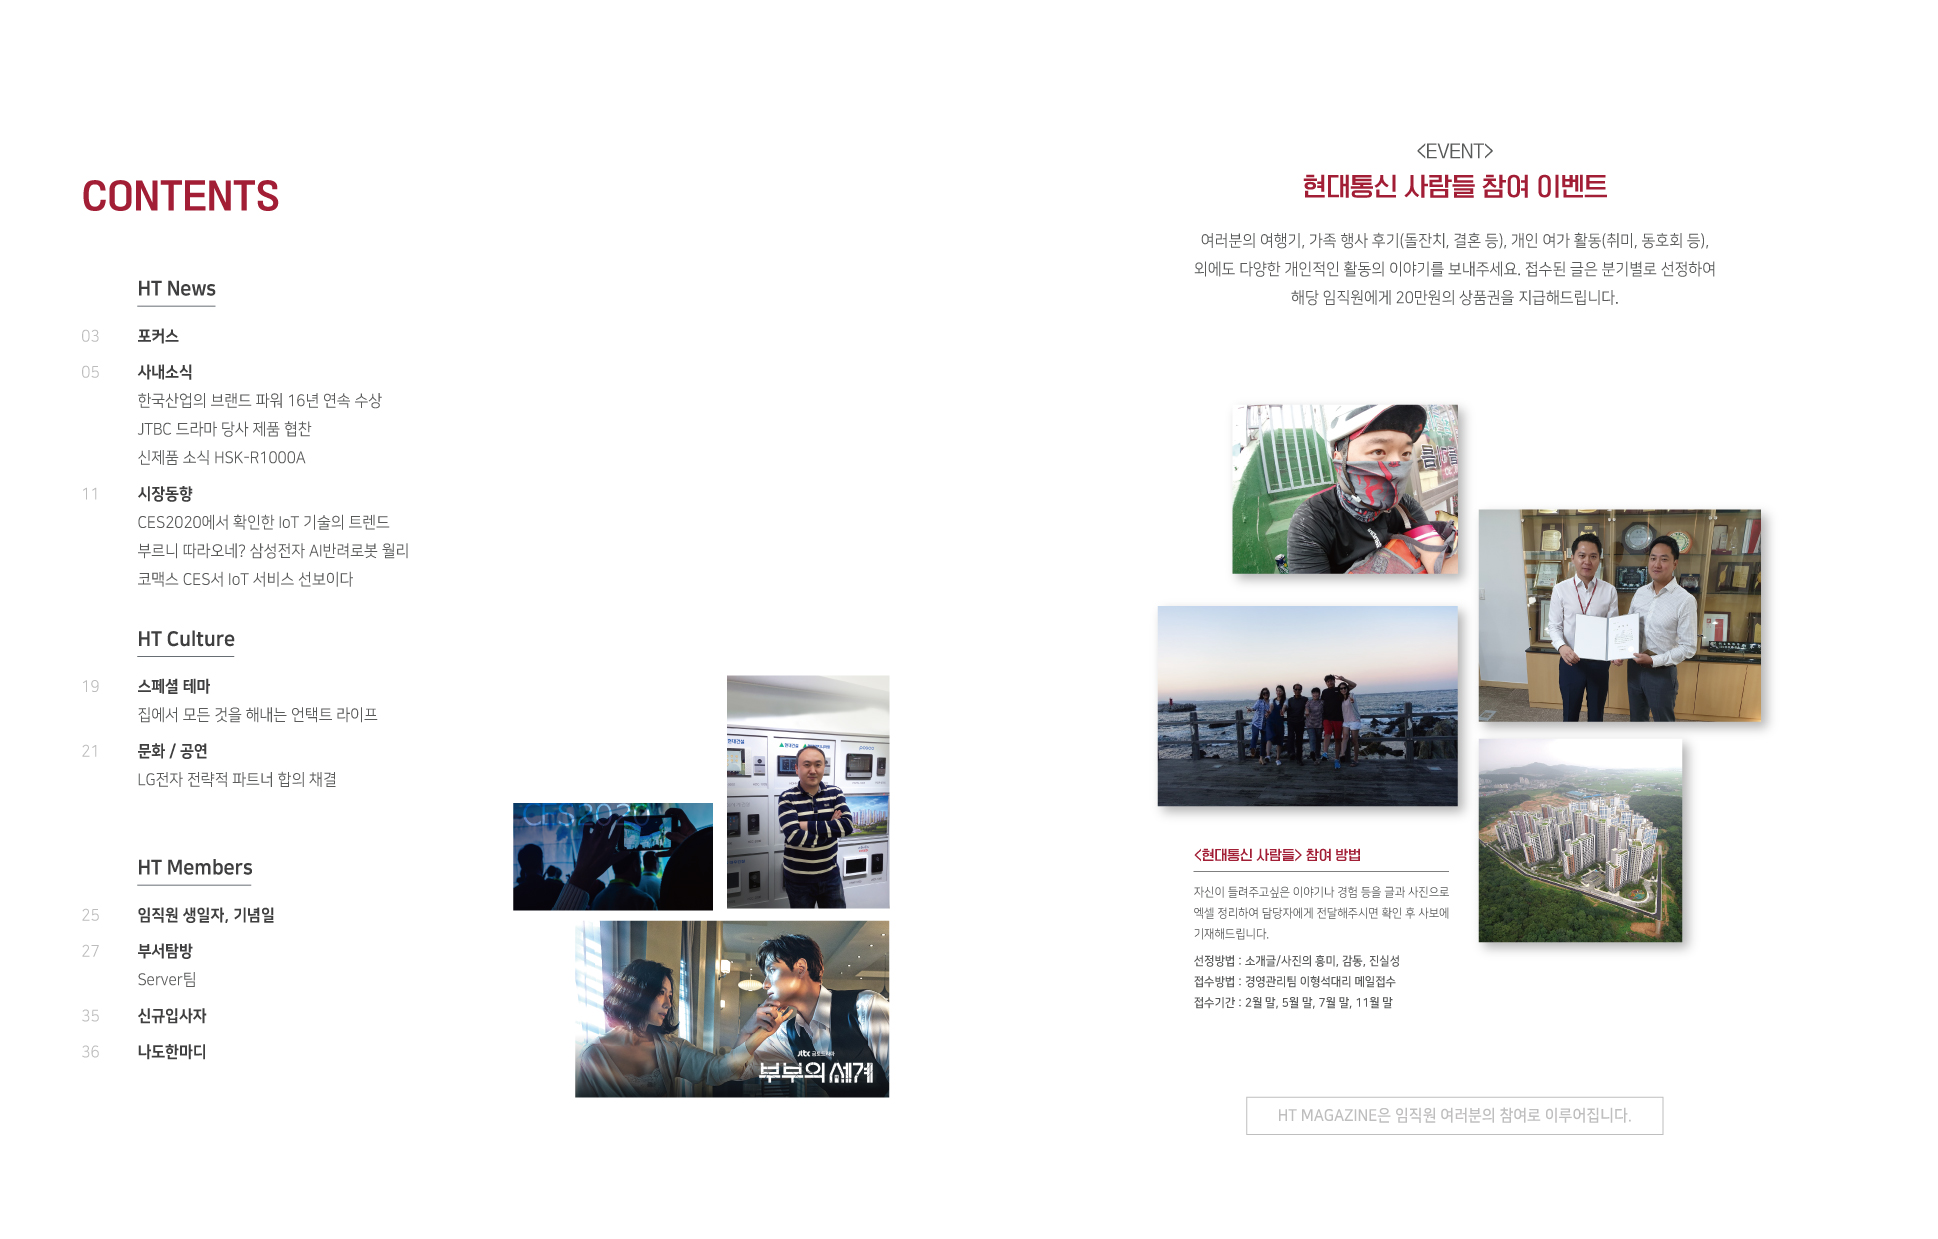 CONTENTS
HT News
03 포커스
05 사내소식
한국산업의 브랜드 파워 16년 연속 수상
JTBC 드라마 당사 제품 협찬
신제품 소식 HSK-R1000A
11 시장동향
CES2020에서 확인한 IoT 기술의 트렌드
부르니 따라오네? 삼성전자 AI반려로봇 월리
코맥스 CES서 IoT 서비스 선보이다
HT Culture
19 스페셜 테마
집에서 모든 것을 해내는 언택트 라이프
21 문화 / 공연
LG전자 전략적 파트너 합의 채결
HT Members
25 임직원 생일자, 기념일
27 부서탐방
Server팀
35 신규입사자
36 나도한마디
CES2020
현대건설
posco
JTBC 금토드라마
부부의 세계
<EVENT>
현대통신 사람들 참여 이벤트
여러분의 여행기, 가족 행사 후기(돌잔치, 결혼 등), 개인 여가 활동(취미, 동호회 등),
외에도 다양한 개인적인 활동의 이야기를 보내주세요. 접수된 글은 분기별로 선정하여
해당 임직원에게 20만원의 상품권을 지급해드립니다.
<현대통신 사람들> 참여 방법
자신이 들려주고싶은 이야기나 경험 등을 글과 사진으로
엑셀 정리하여 담당자에게 전달해주시면 확인 후 사보에
기재해드립니다.
선정방법 : 소개글/사진의 흥미, 감동, 진실성
접수방법 : 경영관리팀 이형석대리 메일접수
접수기간 : 2월 말, 5월 말, 7월 말, 11월 말
HT MAGAZINE은 임직원 여러분의 참여로 이루어집니다.